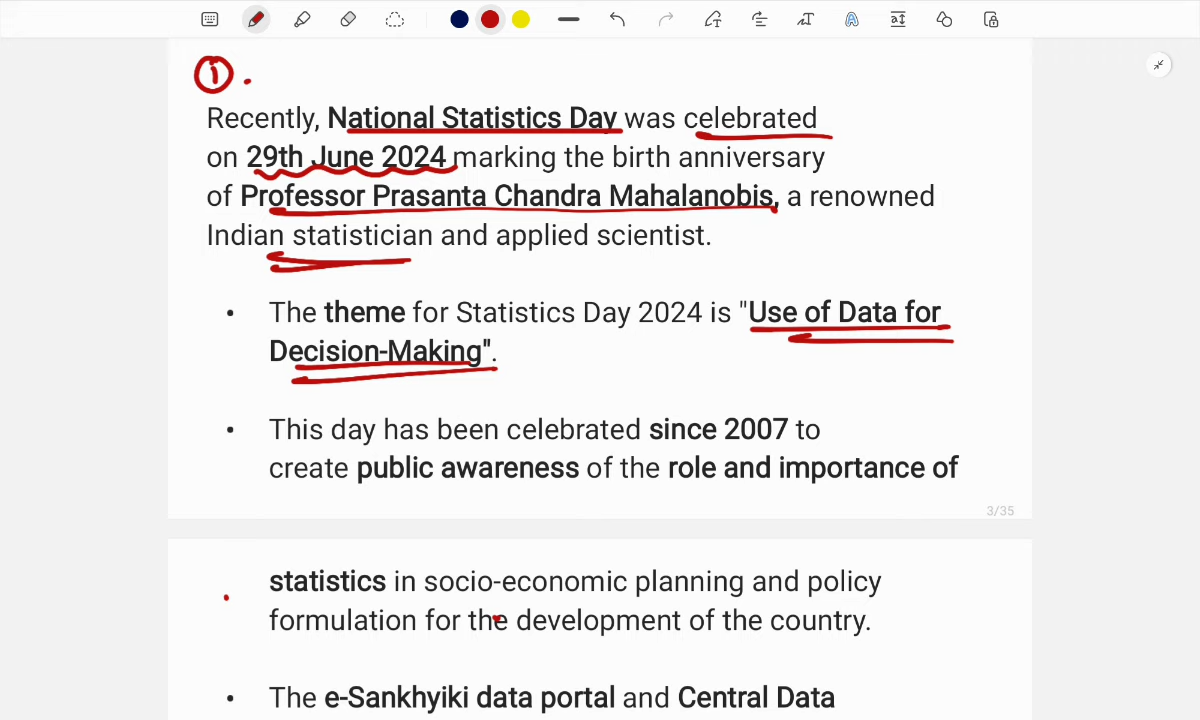 ①.
Recently, National Statistics Day was celebrated
on 29th June 2024 marking the birth anniversary
of Professor Prasanta Chandra Mahalanobis, a renowned
Indian statistician and applied scientist.
• The theme for Statistics Day 2024 is "Use of Data for
Decision-Making".
• This day has been celebrated since 2007 to
create public awareness of the role and importance of
3/35
statistics in socio-economic planning and policy
formulation for the development of the country.
• The e-Sankhyiki data portal and Central Data